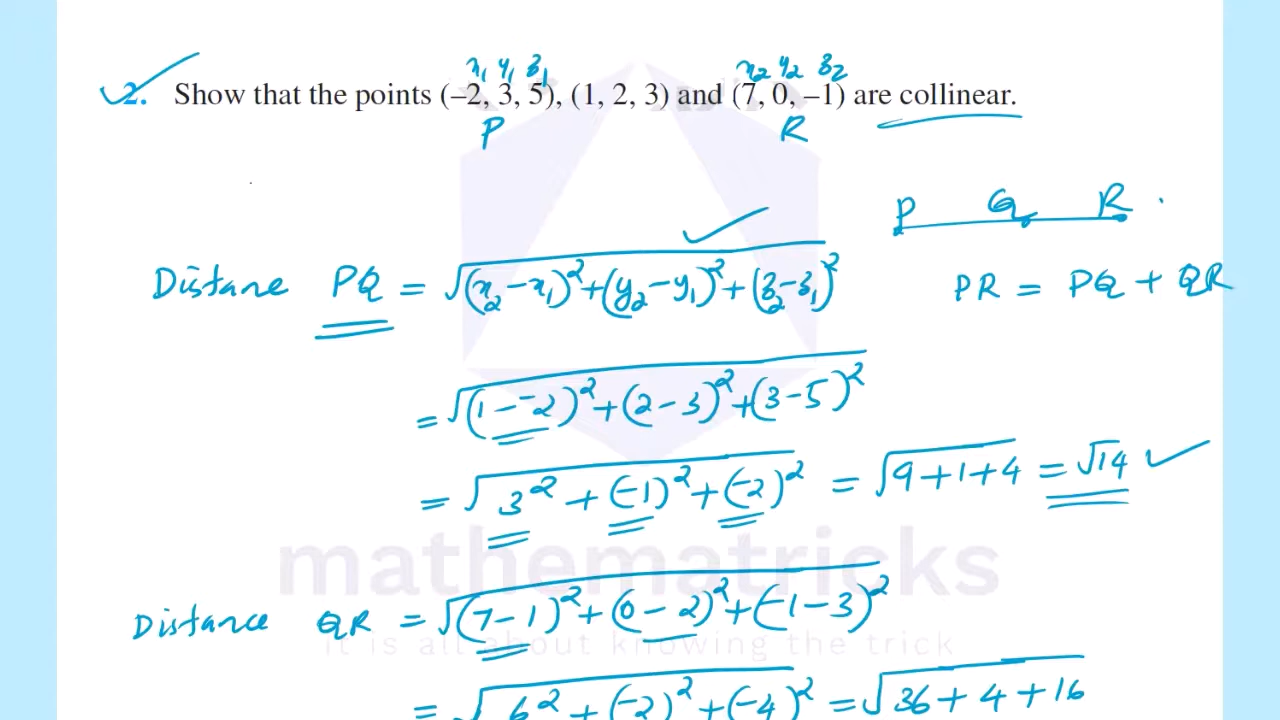 x₁ y₁ z₁ x₂ y₂ z₂
2. Show that the points (–2, 3, 5), (1, 2, 3) and (7, 0, –1) are collinear.
P R
P Q R
Distane PQ = √(x₂ – x₁)² + (y₂ – y₁)² + (z₂ – z₁)²
PR = PQ + QR
= √(1 – –2)² + (2 – 3)² + (3 – 5)²
= √3² + (–1)² + (–2)² = √9 + 1 + 4 = √14
mathematricks
Distance QR = √(7 – 1)² + (0 – 2)² + (–1 – 3)²
it is all about knowing the trick
= √6² + (–2)² + (–4)² = √36 + 4 + 16